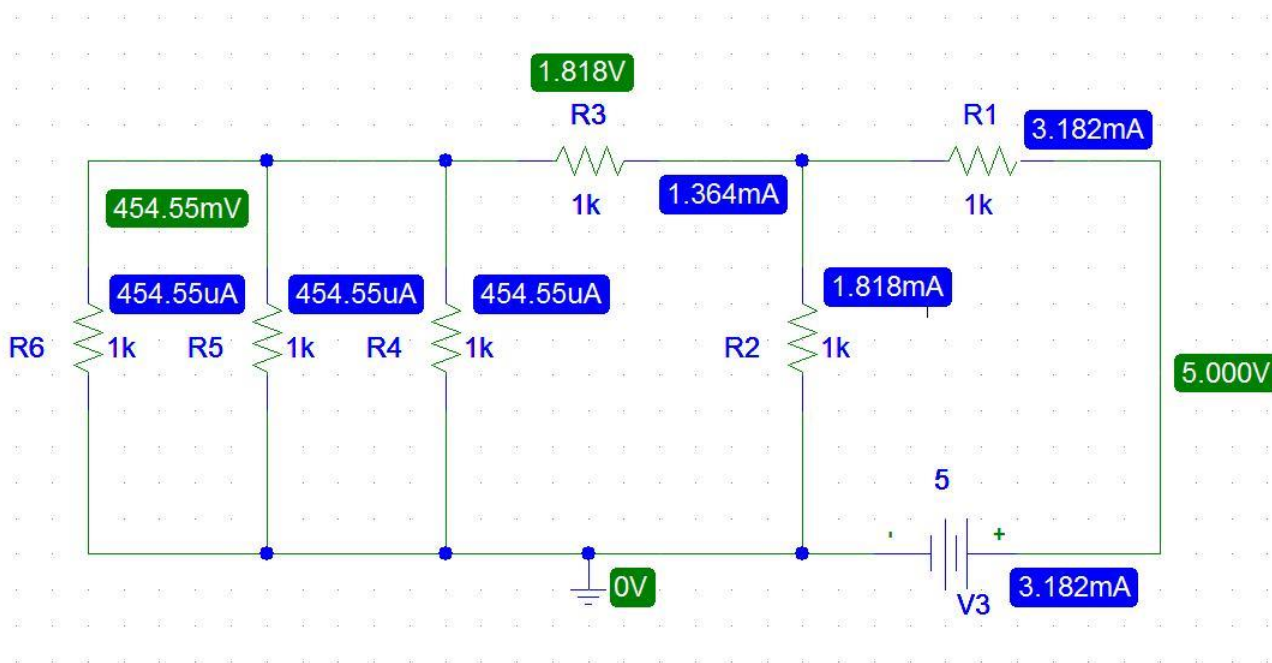 1.818V
R3
R1
3.182mA
454.55mV
1k
1.364mA
1k
454.55uA
454.55uA
454.55uA
1.818mA
R6
1k
R5
1k
R4
1k
R2
1k
5.000V
5
-
+
0V
V3
3.182mA